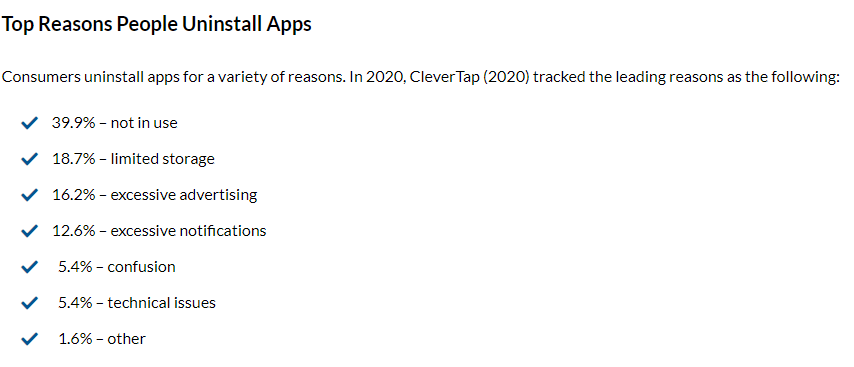 Top Reasons People Uninstall Apps
Consumers uninstall apps for a variety of reasons. In 2020, CleverTap (2020) tracked the leading reasons as the following:
39.9% – not in use
18.7% – limited storage
16.2% – excessive advertising
12.6% – excessive notifications
5.4% – confusion
5.4% – technical issues
1.6% – other